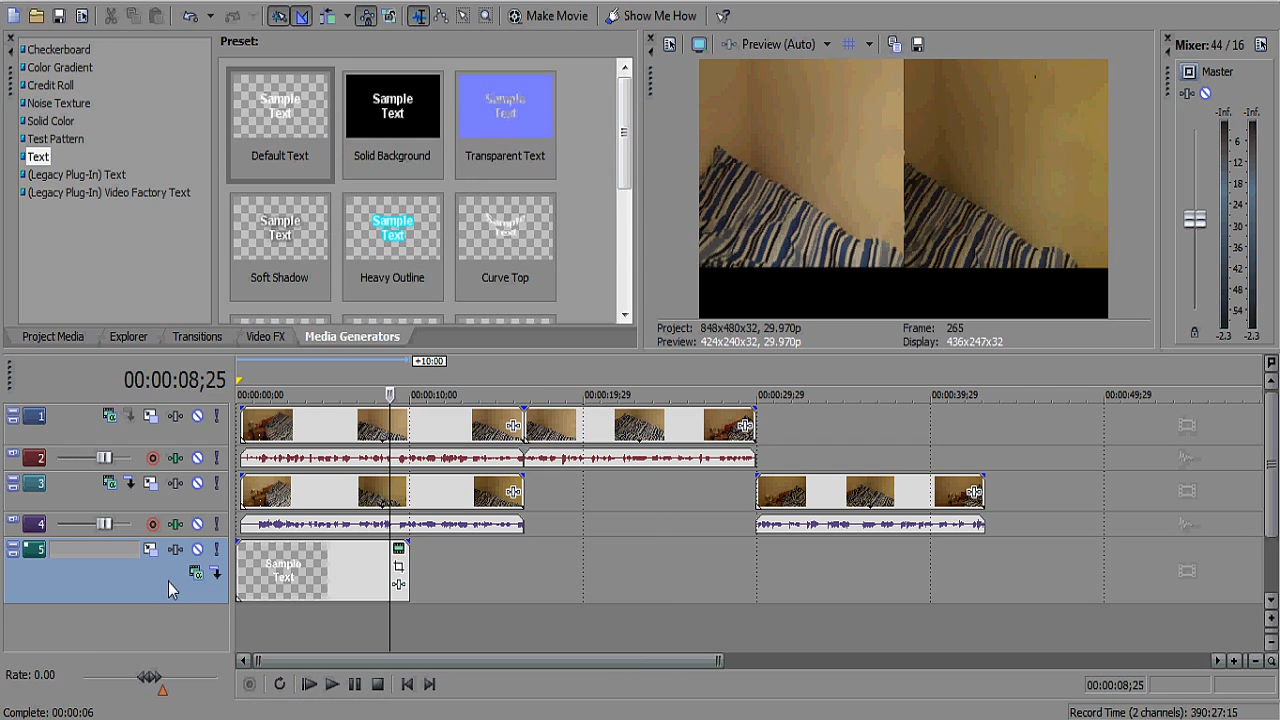 Make Movie
Show Me How
Checkerboard
Color Gradient
Credit Roll
Noise Texture
Solid Color
Test Pattern
Text
(Legacy Plug-In) Text
(Legacy Plug-In) Video Factory Text
Preset:
Sample
Text
Default Text
Sample
Text
Solid Background
Sample
Text
Transparent Text
Sample
Text
Soft Shadow
Sample
Text
Heavy Outline
Sample
Text
Curve Top
Project Media
Explorer
Transitions
Video FX
Media Generators
Preview (Auto)
Project: 848x480x32, 29.970p
Frame: 265
Preview: 424x240x32, 29.970p
Display: 436x247x32
Mixer: 44 / 16
Master
-Inf. -Inf.
6
12
18
24
30
36
42
48
54
-2.3 -2.3
+10:00
00:00:08;25
00:00:00;00
00:00:10;00
00:00:19;29
00:00:29;29
00:00:39;29
00:00:49;29
1
2
3
4
5
Sample
Text
Rate: 0.00
00:00:08;25
Complete: 00:00:06
Record Time (2 channels): 390:27:15